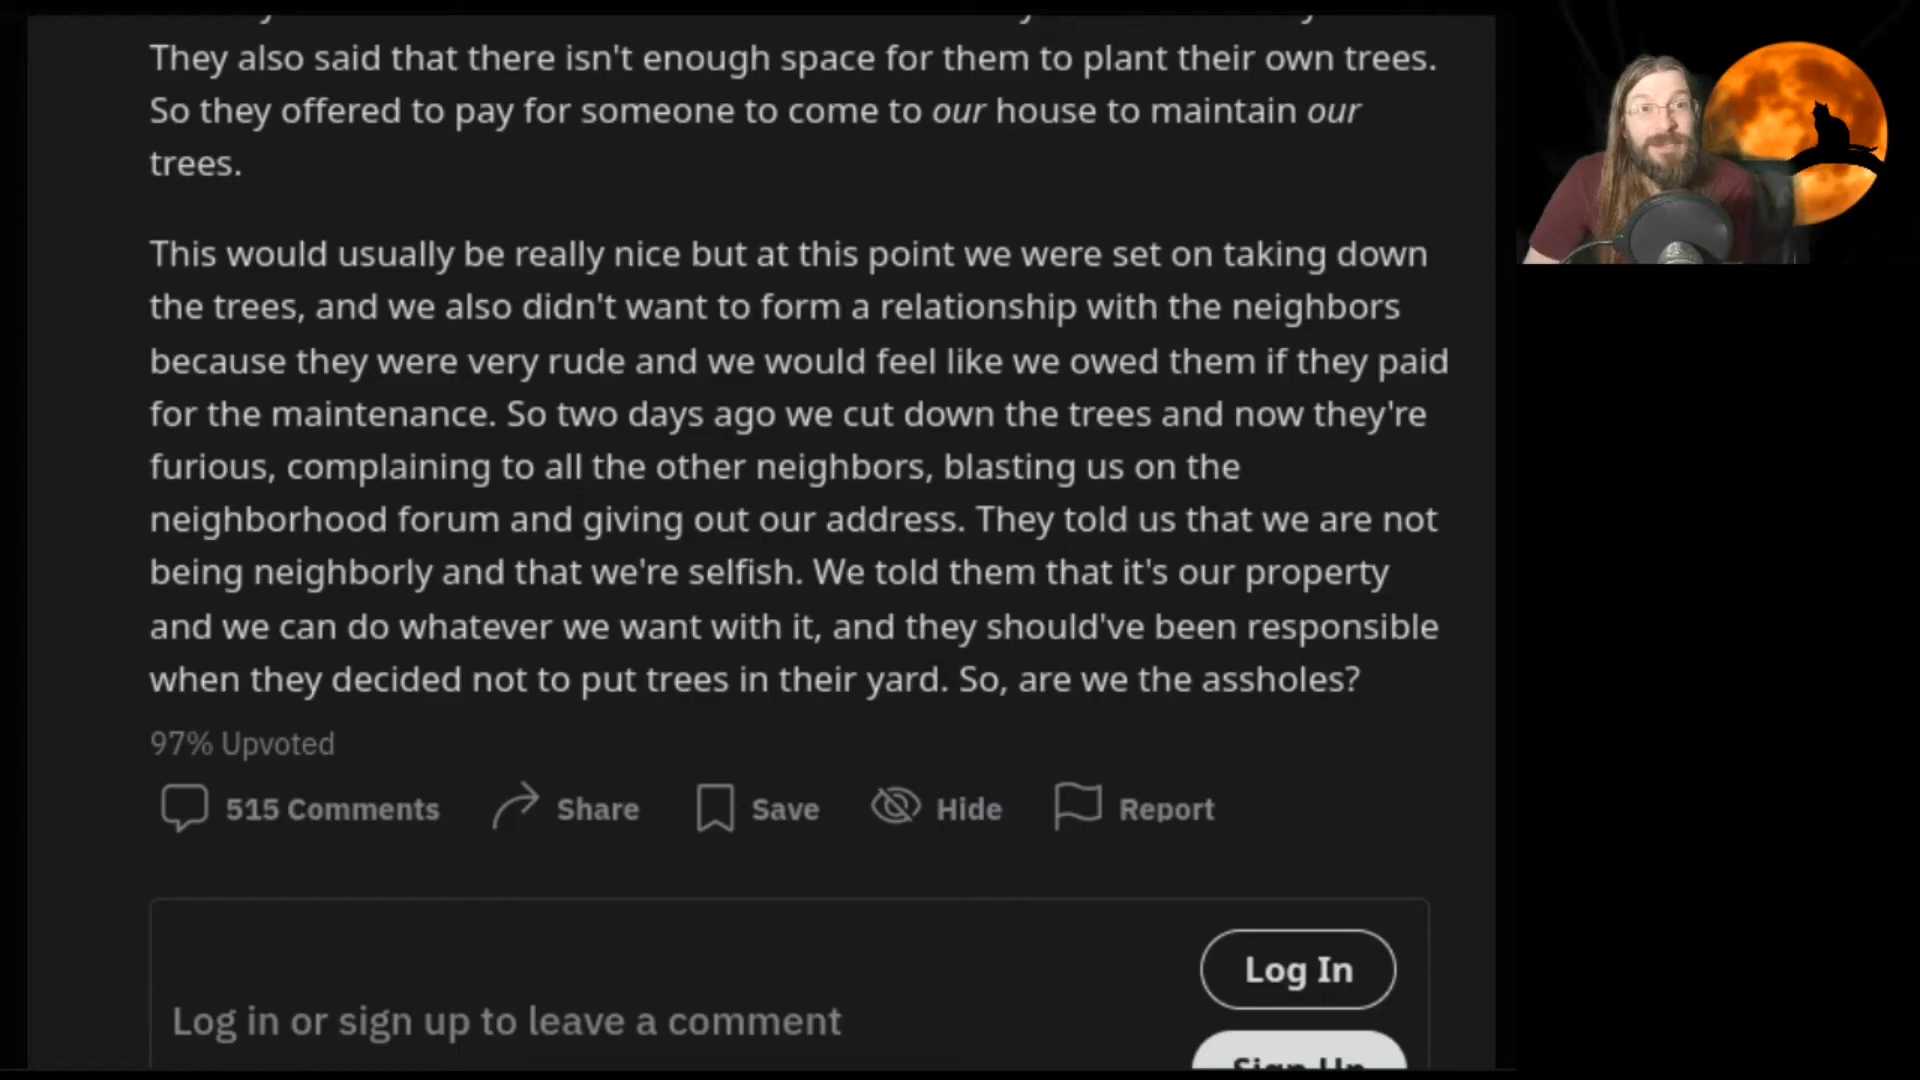 They also said that there isn't enough space for them to plant their own trees.
So they offered to pay for someone to come to our house to maintain our
trees.
This would usually be really nice but at this point we were set on taking down
the trees, and we also didn't want to form a relationship with the neighbors
because they were very rude and we would feel like we owed them if they paid
for the maintenance. So two days ago we cut down the trees and now they're
furious, complaining to all the other neighbors, blasting us on the
neighborhood forum and giving out our address. They told us that we are not
being neighborly and that we're selfish. We told them that it's our property
and we can do whatever we want with it, and they should've been responsible
when they decided not to put trees in their yard. So, are we the assholes?
97% Upvoted
515 Comments Share Save Hide Report
Log In
Log in or sign up to leave a comment
Sign Up